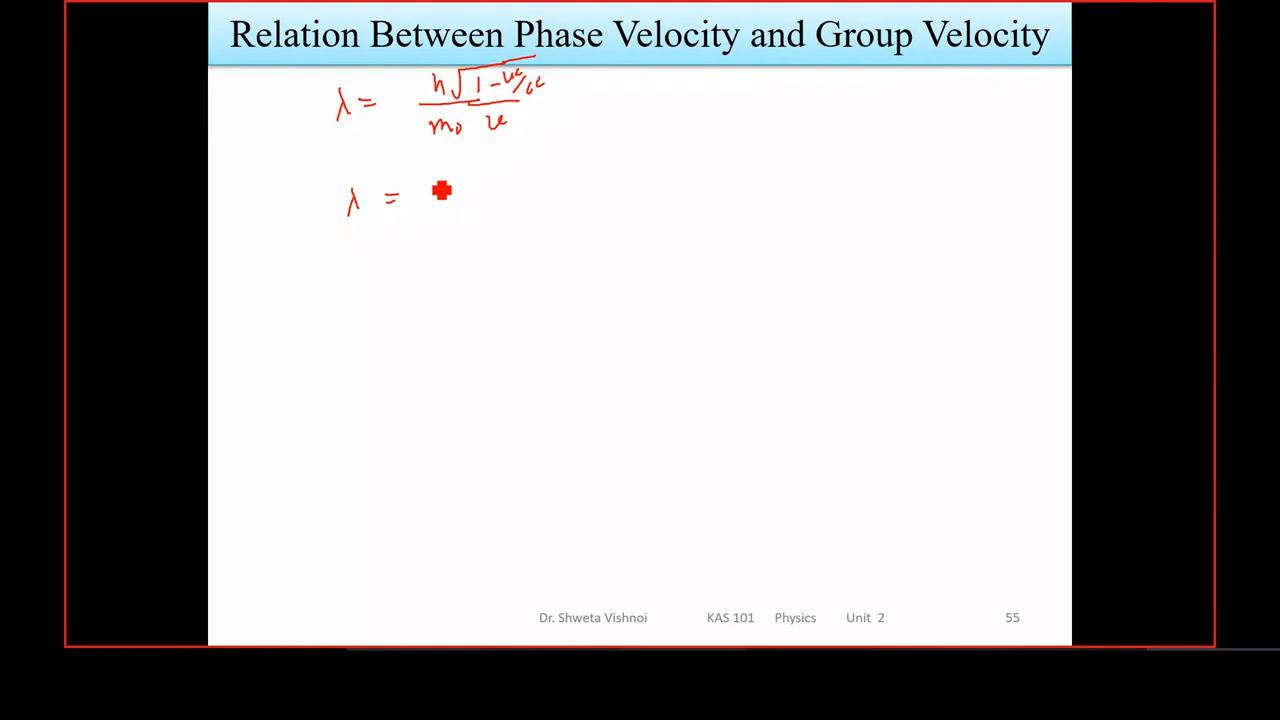 Relation Between Phase Velocity and Group Velocity
λ = h√1-v²/c²
m₀ v
λ =
Dr. Shweta Vishnoi KAS 101 Physics Unit 2 55